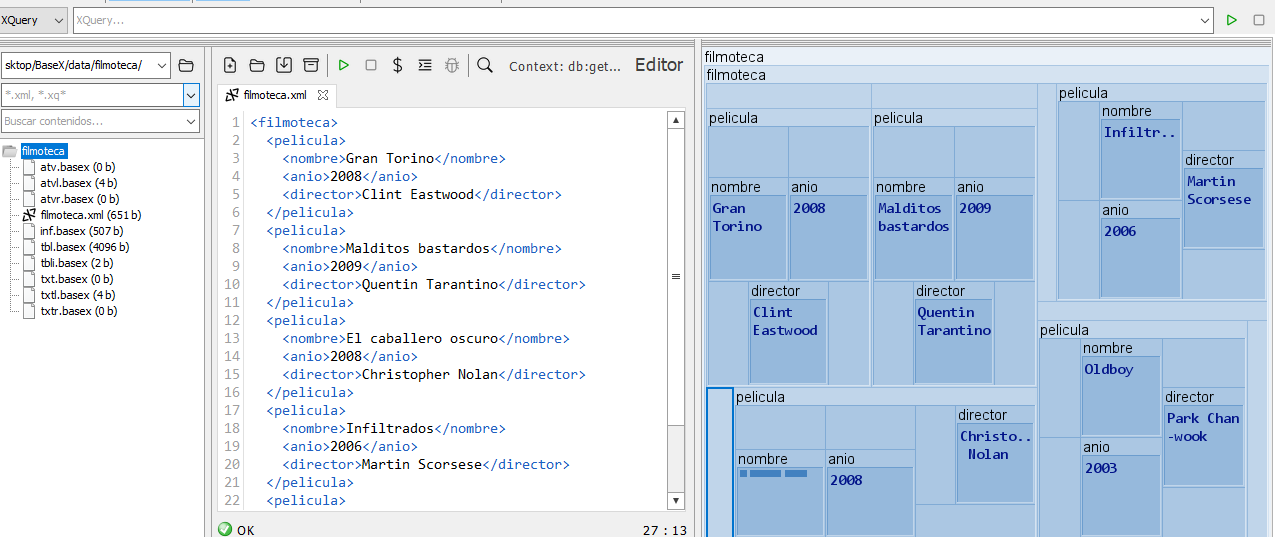 XQuery
XQuery...
sktop/BaseX/data/filmoteca/
*.xml, *.xq*
Buscar contenidos...
filmoteca
atv.basex (0 b)
atvl.basex (4 b)
atvr.basex (0 b)
filmoteca.xml (651 b)
inf.basex (507 b)
tbl.basex (4096 b)
tbli.basex (2 b)
txt.basex (0 b)
txtl.basex (4 b)
txtr.basex (0 b)
$
Context: db:get...
Editor
filmoteca.xml
1 <filmoteca>
2 <pelicula>
3 <nombre>Gran Torino</nombre>
4 <anio>2008</anio>
5 <director>Clint Eastwood</director>
6 </pelicula>
7 <pelicula>
8 <nombre>Malditos bastardos</nombre>
9 <anio>2009</anio>
10 <director>Quentin Tarantino</director>
11 </pelicula>
12 <pelicula>
13 <nombre>El caballero oscuro</nombre>
14 <anio>2008</anio>
15 <director>Christopher Nolan</director>
16 </pelicula>
17 <pelicula>
18 <nombre>Infiltrados</nombre>
19 <anio>2006</anio>
20 <director>Martin Scorsese</director>
21 </pelicula>
22 <pelicula>
OK
27 : 13
filmoteca
filmoteca
pelicula
nombre
Gran
Torino
anio
2008
director
Clint
Eastwood
pelicula
nombre
Malditos
bastardos
anio
2009
director
Quentin
Tarantino
pelicula
nombre
Infiltr..
anio
2006
director
Martin
Scorsese
pelicula
nombre
anio
2008
director
Christo..
Nolan
pelicula
nombre
Oldboy
anio
2003
director
Park Chan
-wook